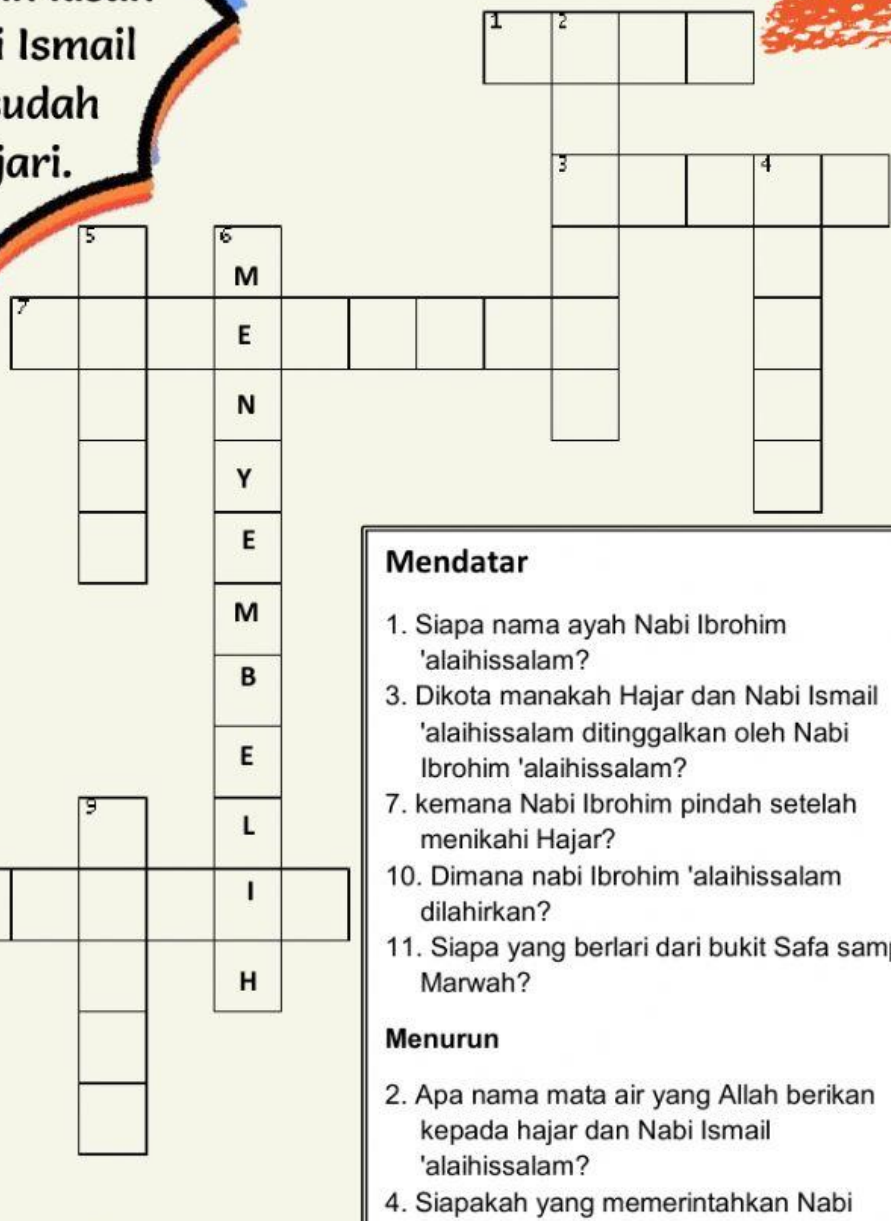 i Ismail
udah
jari.
1
2
3
4
5
6
M
7
E
N
Y
E
M
B
E
9
L
I
H
Mendatar
1. Siapa nama ayah Nabi Ibrohim
'alaihissalam?
3. Dikota manakah Hajar dan Nabi Ismail
'alaihissalam ditinggalkan oleh Nabi
Ibrohim 'alaihissalam?
7. kemana Nabi Ibrohim pindah setelah
menikahi Hajar?
10. Dimana nabi Ibrohim 'alaihissalam
dilahirkan?
11. Siapa yang berlari dari bukit Safa sam
Marwah?
Menurun
2. Apa nama mata air yang Allah berikan
kepada hajar dan Nabi Ismail
'alaihissalam?
4. Siapakah yang memerintahkan Nabi